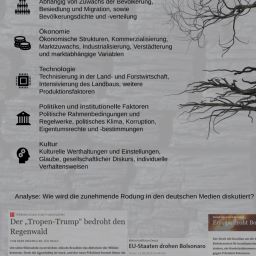 Abhängig von Zuwachs der Bevölkerung,
Besiedlung und Migration, sowie
Bevölkerungsdichte und -verteilung
Ökonomie
Ökonomische Strukturen, Kommerzialisierung,
Marktzuwachs, Industrialisierung, Verstädterung
und marktabhängige Variablen
Technologie
Technisierung in der Land- und Forstwirtschaft,
Intensivierung des Landbaus, weitere
Produktionsfaktoren
Politiken und institutionelle Faktoren
Politische Rahmenbedingungen und
Regelwerke, politisches Klima, Korruption,
Eigentumsrechte und -bestimmungen
Kultur
Kulturelle Werthaltungen und Einstellungen,
Glaube, gesellschaftlicher Diskurs, individuelle
Verhaltensweisen
Analyse: Wie wird die zunehmende Rodung in den deutschen Medien diskutiert?
Der „Tropen-Trump" bedroht den
Regenwald
EU-Staaten drohen Bolsonaro